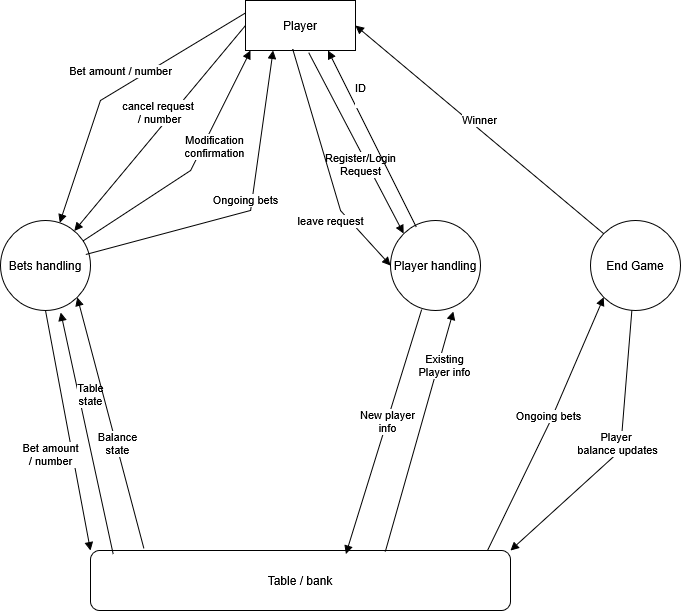 Player
Bet amount / number
cancel request
/ number
Modification
confirmation
Ongoing bets
ID
Register/Login
Request
leave request
Winner
Bets handling
Player handling
End Game
Table
state
Balance
state
Bet amount
/ number
Existing
Player info
New player
info
Ongoing bets
Player
balance updates
Table / bank